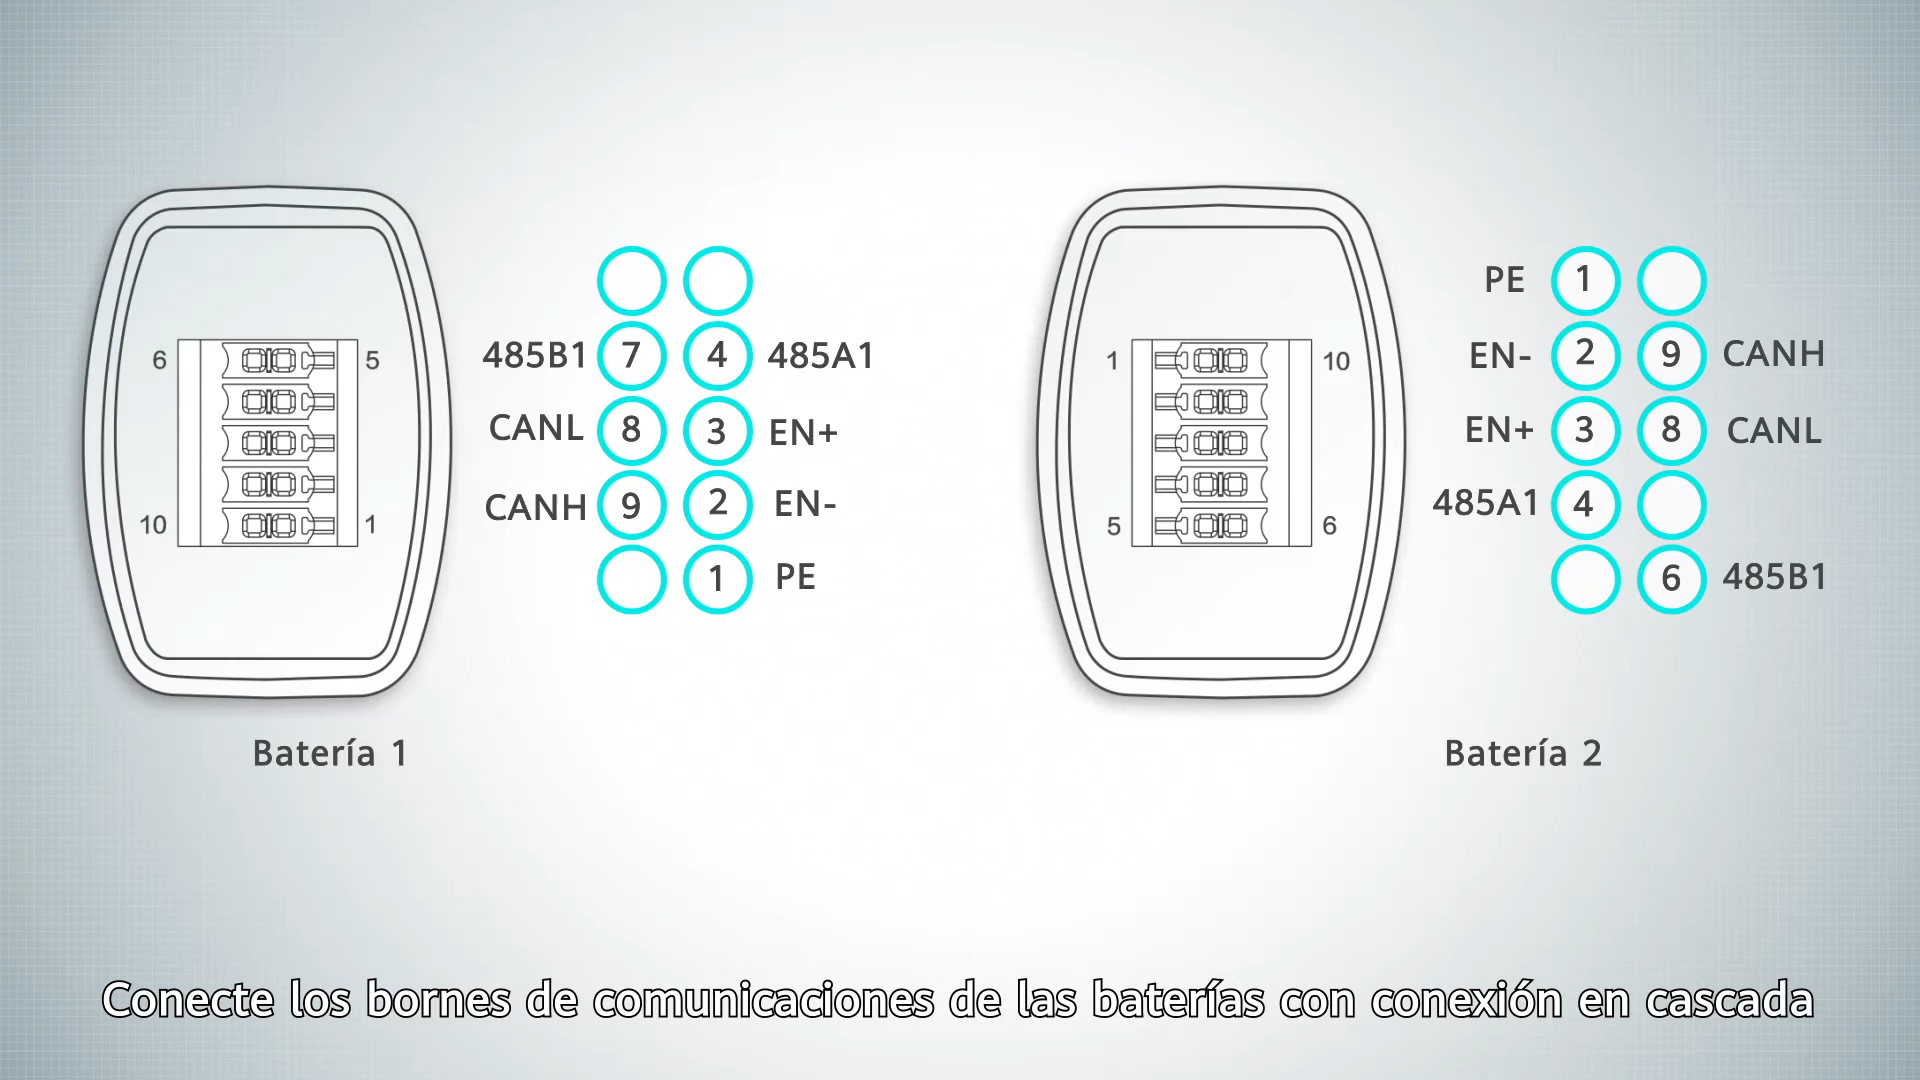 6 5
10 1
485B1 7 4 485A1
CANL 8 3 EN+
CANH 9 2 EN-
1 PE
Batería 1
1 10
5 6
PE 1
EN- 2 9 CANH
EN+ 3 8 CANL
485A1 4
6 485B1
Batería 2
Conecte los bornes de comunicaciones de las baterías con conexión en cascada